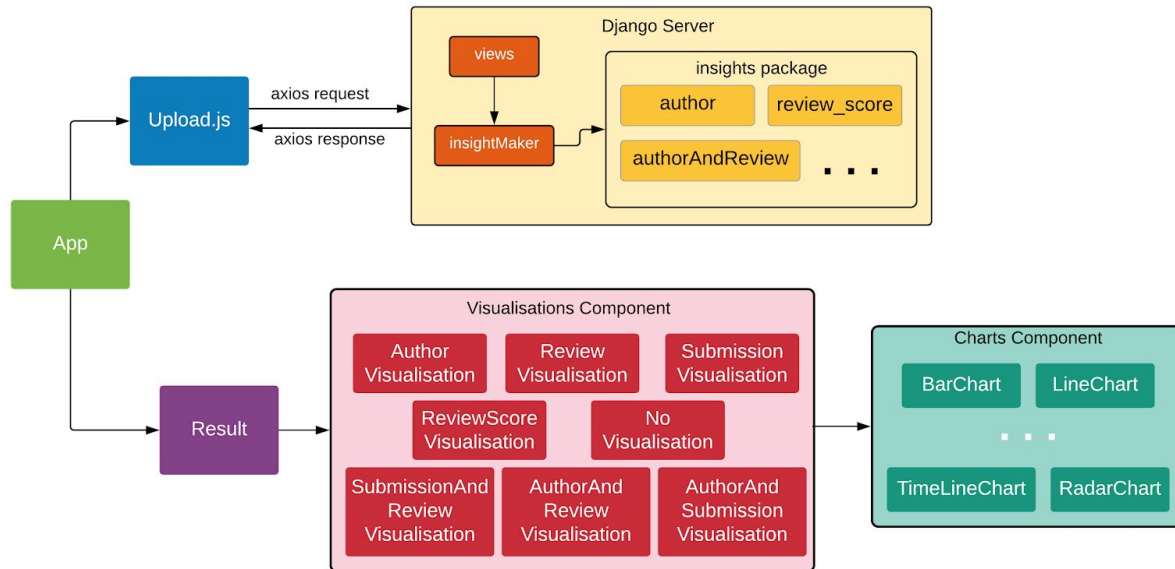 Django Server
views
insights package
author
review_score
axios request
Upload.js
axios response
insightMaker
authorAndReview
. . .
App
Visualisations Component
Author
Visualisation
Review
Visualisation
Submission
Visualisation
ReviewScore
Visualisation
No
Visualisation
SubmissionAnd
Review
Visualisation
AuthorAnd
Review
Visualisation
AuthorAnd
Submission
Visualisation
Result
Charts Component
BarChart
LineChart
. . .
TimeLineChart
RadarChart